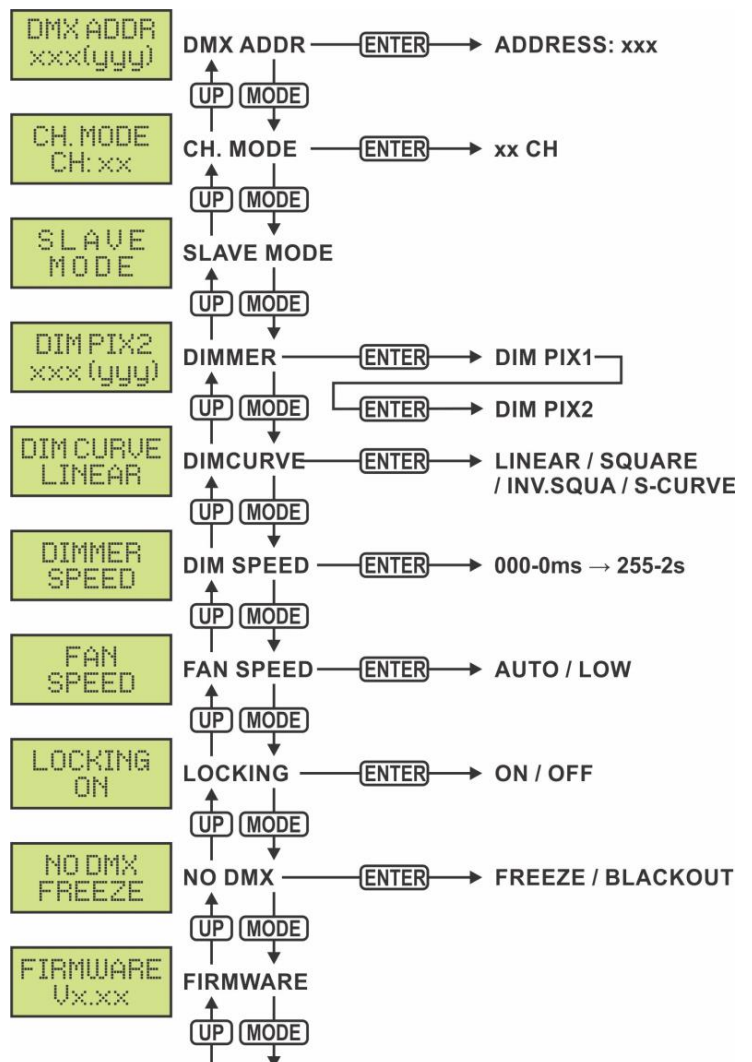 DMX ADDR
xxx(yyy)
DMX ADDR ENTER ADDRESS: xxx
UP MODE
CH. MODE
CH: xx
CH. MODE ENTER xx CH
UP MODE
SLAVE
MODE
SLAVE MODE
UP MODE
DIM PIX2
xxx (yyy)
DIMMER ENTER DIM PIX1
UP MODE ENTER DIM PIX2
DIM CURVE
LINEAR
DIMCURVE ENTER LINEAR / SQUARE
/ INV.SQUA / S-CURVE
UP MODE
DIMMER
SPEED
DIM SPEED ENTER 000-0ms → 255-2s
UP MODE
FAN
SPEED
FAN SPEED ENTER AUTO / LOW
UP MODE
LOCKING
ON
LOCKING ENTER ON / OFF
UP MODE
NO DMX
FREEZE
NO DMX ENTER FREEZE / BLACKOUT
UP MODE
FIRMWARE
Vx.xx
FIRMWARE
UP MODE